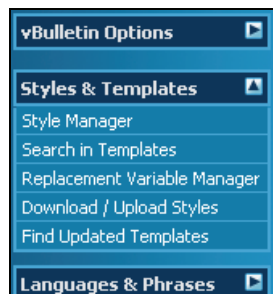 vBulletin Options
Styles & Templates
Style Manager
Search in Templates
Replacement Variable Manager
Download / Upload Styles
Find Updated Templates
Languages & Phrases